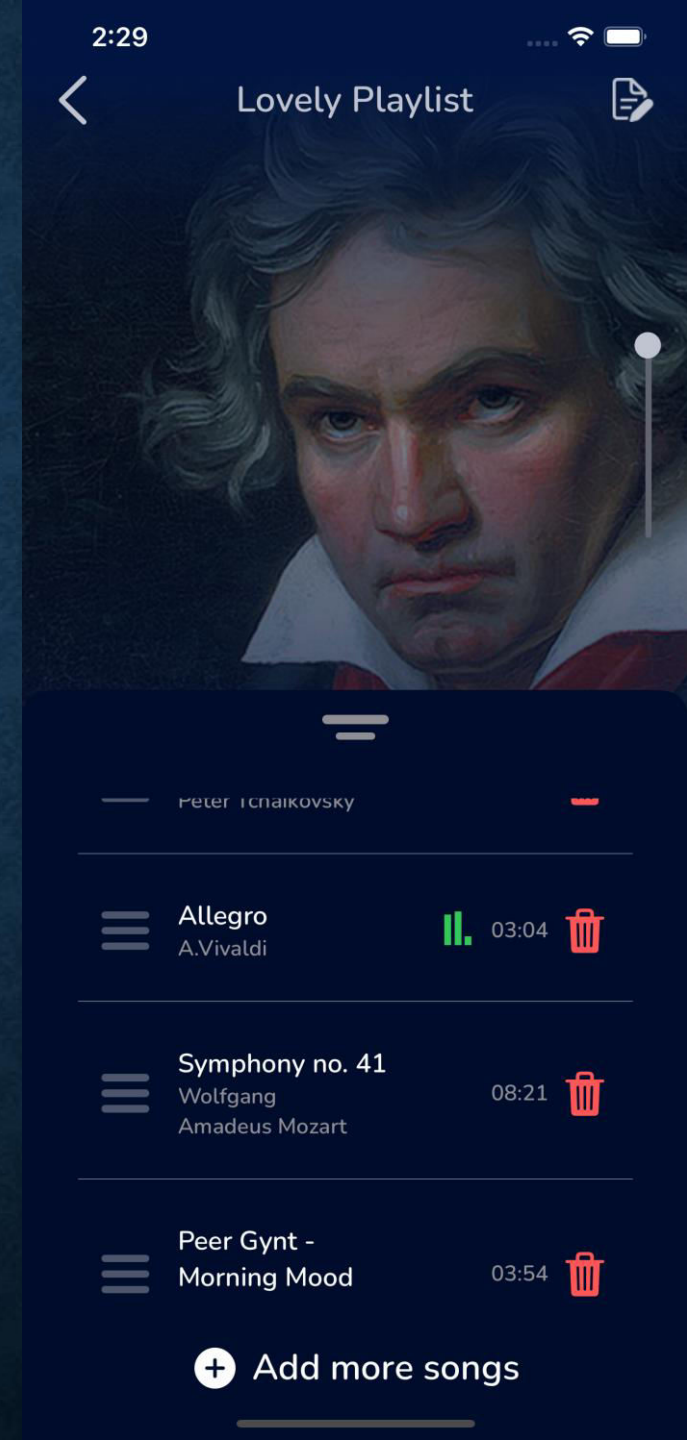 2:29
Lovely Playlist
Peter Tchaikovsky
Allegro
03:04
A.Vivaldi
Symphony no. 41
Wolfgang
08:21
Amadeus Mozart
Peer Gynt -
Morning Mood
03:54
Add more songs